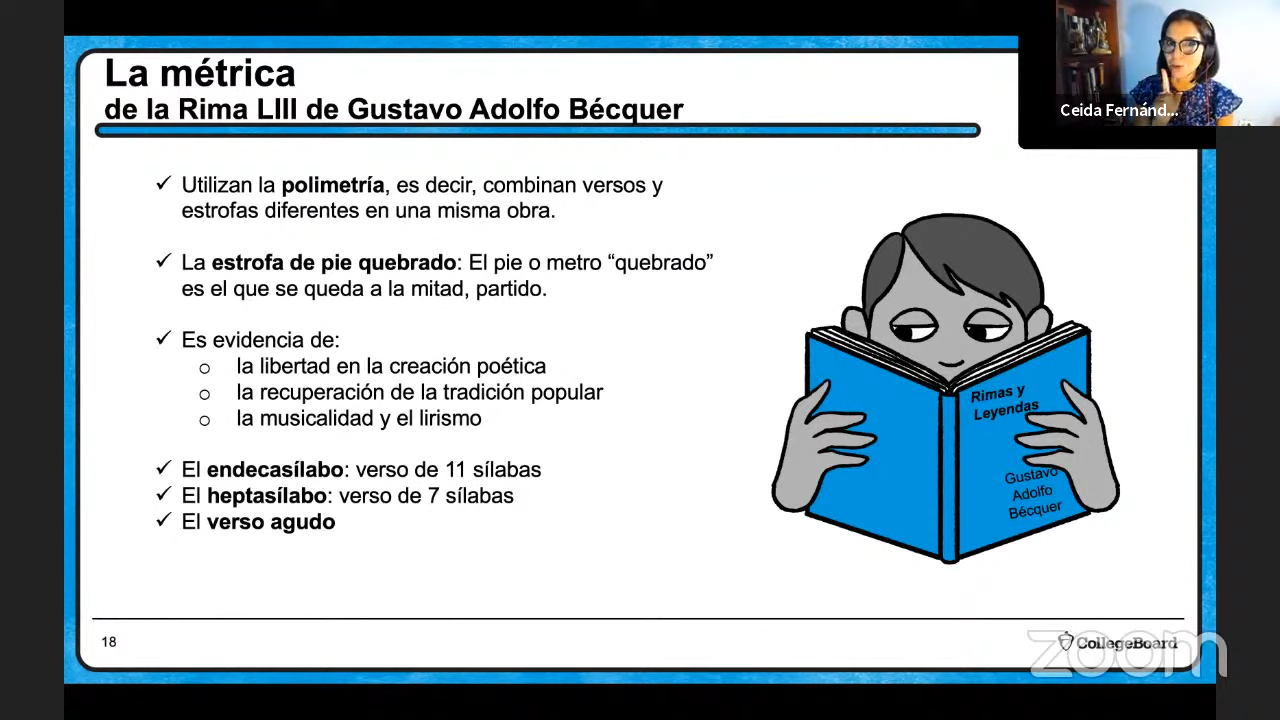 La métrica
de la Rima LIII de Gustavo Adolfo Bécquer
Ceida Fernánd...
✓ Utilizan la polimetría, es decir, combinan versos y
estrofas diferentes en una misma obra.
✓ La estrofa de pie quebrado: El pie o metro “quebrado”
es el que se queda a la mitad, partido.
✓ Es evidencia de:
○ la libertad en la creación poética
○ la recuperación de la tradición popular
○ la musicalidad y el lirismo
✓ El endecasílabo: verso de 11 sílabas
✓ El heptasílabo: verso de 7 sílabas
✓ El verso agudo
Rimas y
Leyendas
Gustavo
Adolfo
Bécquer
18
CollegeBoard
zoom